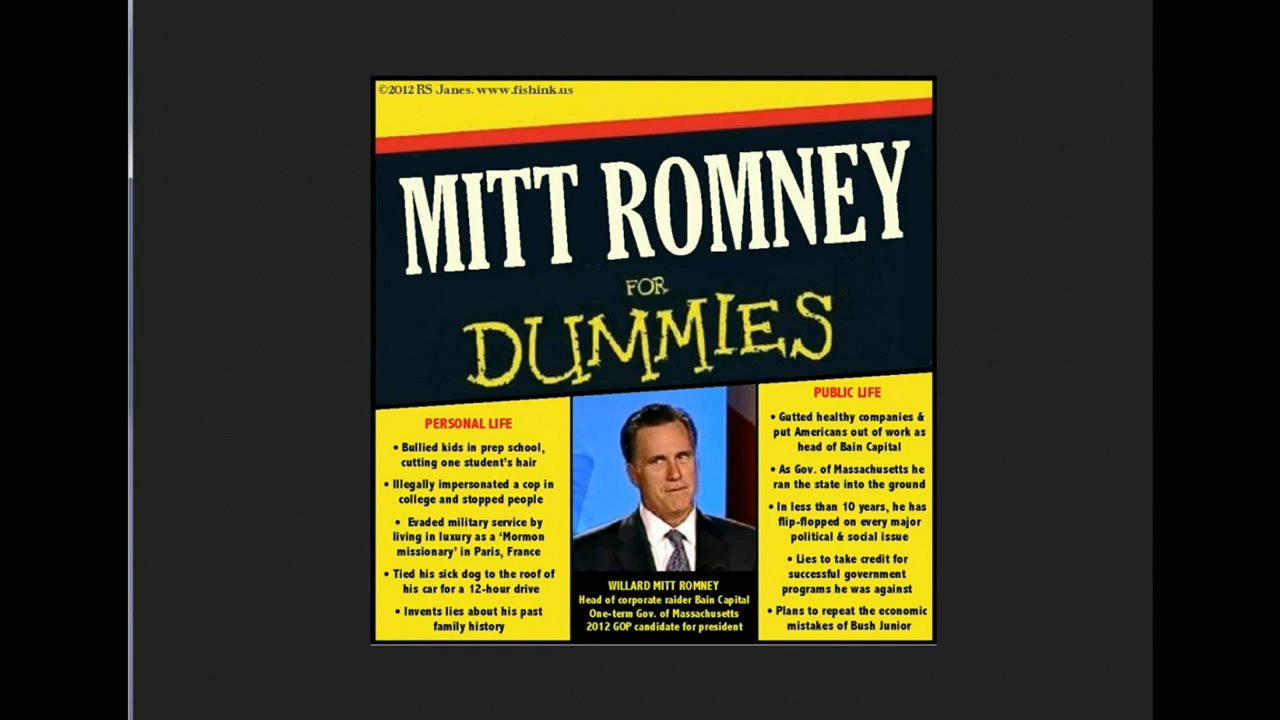 ©2012 RS Janes. www.fishink.us
MITT ROMNEY
FOR
DUMMIES
PERSONAL LIFE
• Bullied kids in prep school,
cutting one student's hair
• Illegally impersonated a cop in
college and stopped people
• Evaded military service by
living in luxury as a 'Mormon
missionary' in Paris, France
• Tied his sick dog to the roof of
his car for a 12-hour drive
• Invents lies about his past
family history
WILLARD MITT ROMNEY
Head of corporate raider Bain Capital
One-term Gov. of Massachusetts
2012 GOP candidate for president
PUBLIC LIFE
• Gutted healthy companies &
put Americans out of work as
head of Bain Capital
• As Gov. of Massachusetts he
ran the state into the ground
• In less than 10 years, he has
flip-flopped on every major
political & social issue
• Lies to take credit for
successful government
programs he was against
• Plans to repeat the economic
mistakes of Bush Junior